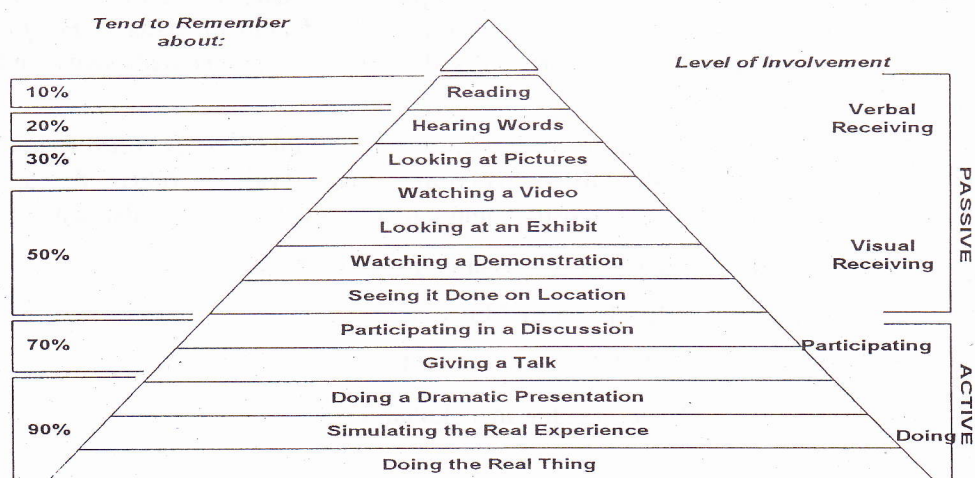 Tend to Remember
about:
Level of Involvement
10%
Reading
Verbal
Receiving
20%
Hearing Words
30%
Looking at Pictures
Watching a Video
PASSIVE
Looking at an Exhibit
50%
Watching a Demonstration
Visual
Receiving
Seeing it Done on Location
70%
Participating in a Discussion
Participating
Giving a Talk
ACTIVE
Doing a Dramatic Presentation
90%
Simulating the Real Experience
Doing
Doing the Real Thing